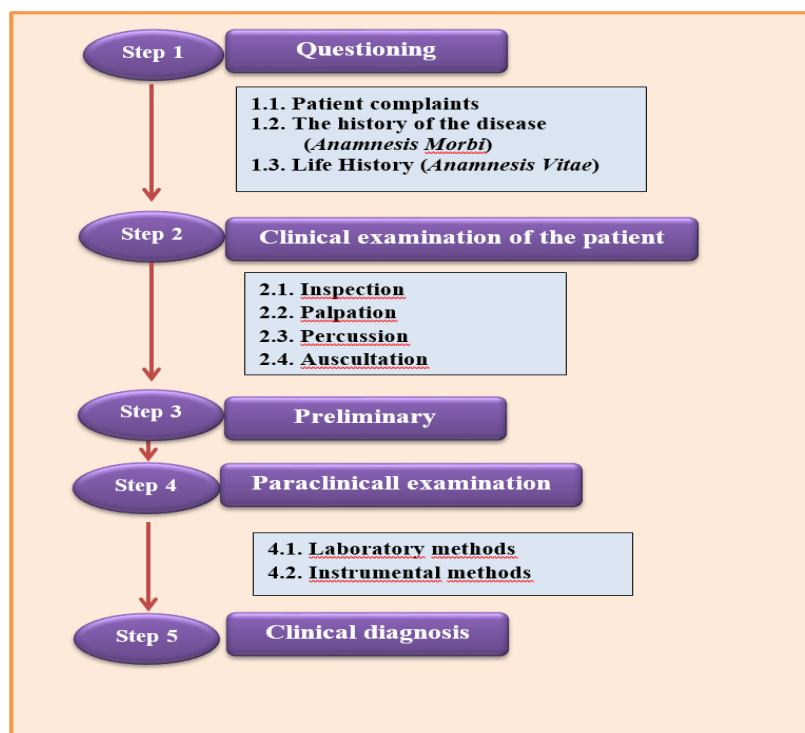 Step 1
Questioning
1.1. Patient complaints
1.2. The history of the disease
(Anamnesis Morbi)
1.3. Life History (Anamnesis Vitae)
Step 2
Clinical examination of the patient
2.1. Inspection
2.2. Palpation
2.3. Percussion
2.4. Auscultation
Step 3
Preliminary
Step 4
Paraclinicall examination
4.1. Laboratory methods
4.2. Instrumental methods
Step 5
Clinical diagnosis